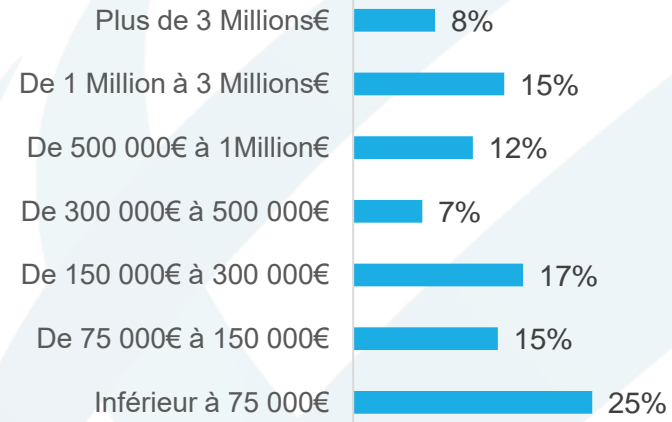 Plus de 3 Millions€ 8%
De 1 Million à 3 Millions€ 15%
De 500 000€ à 1Million€ 12%
De 300 000€ à 500 000€ 7%
De 150 000€ à 300 000€ 17%
De 75 000€ à 150 000€ 15%
Inférieur à 75 000€ 25%